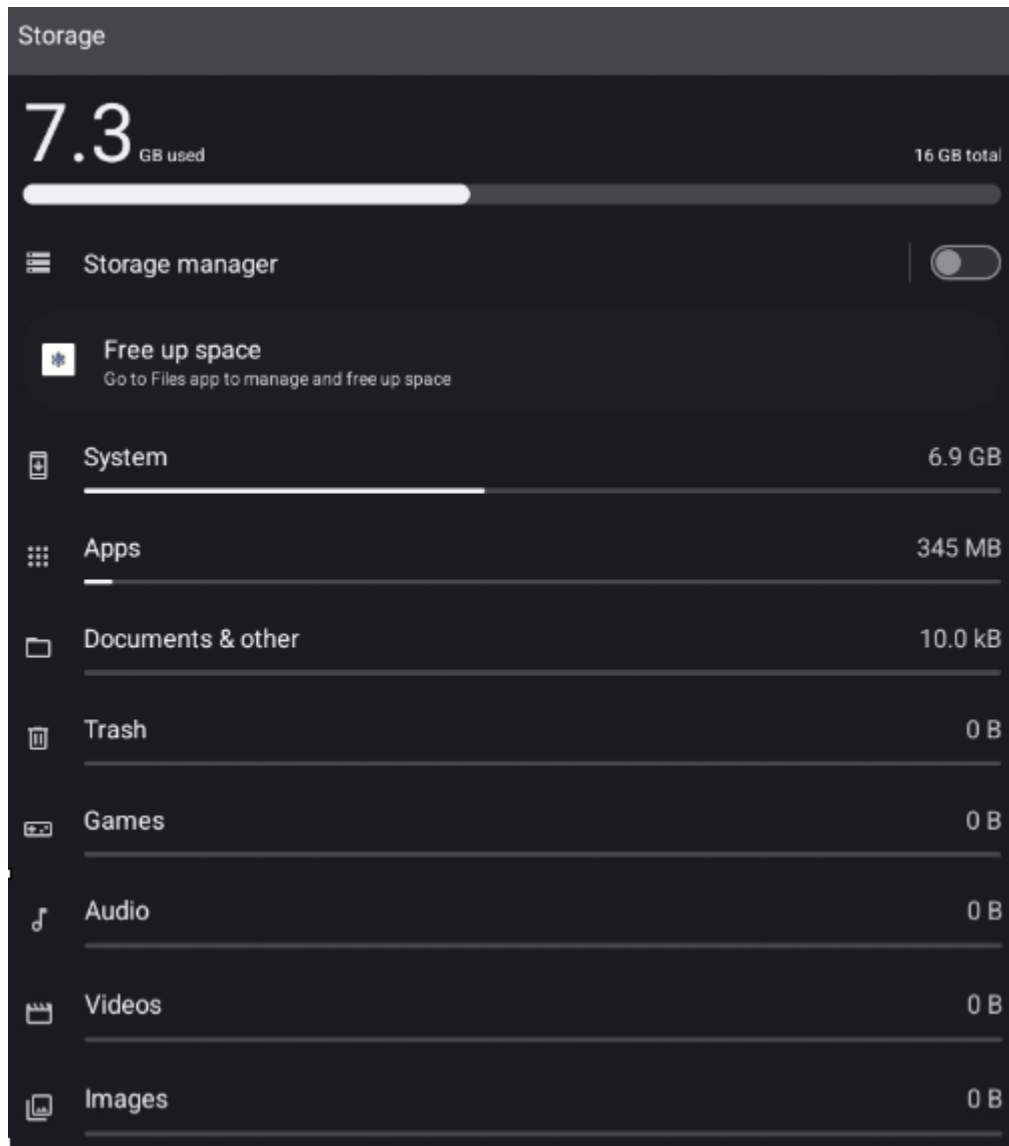 Storage
7.3 GB used
16 GB total
Storage manager
Free up space
Go to Files app to manage and free up space
System
6.9 GB
Apps
345 MB
Documents & other
10.0 kB
Trash
0 B
Games
0 B
Audio
0 B
Videos
0 B
Images
0 B